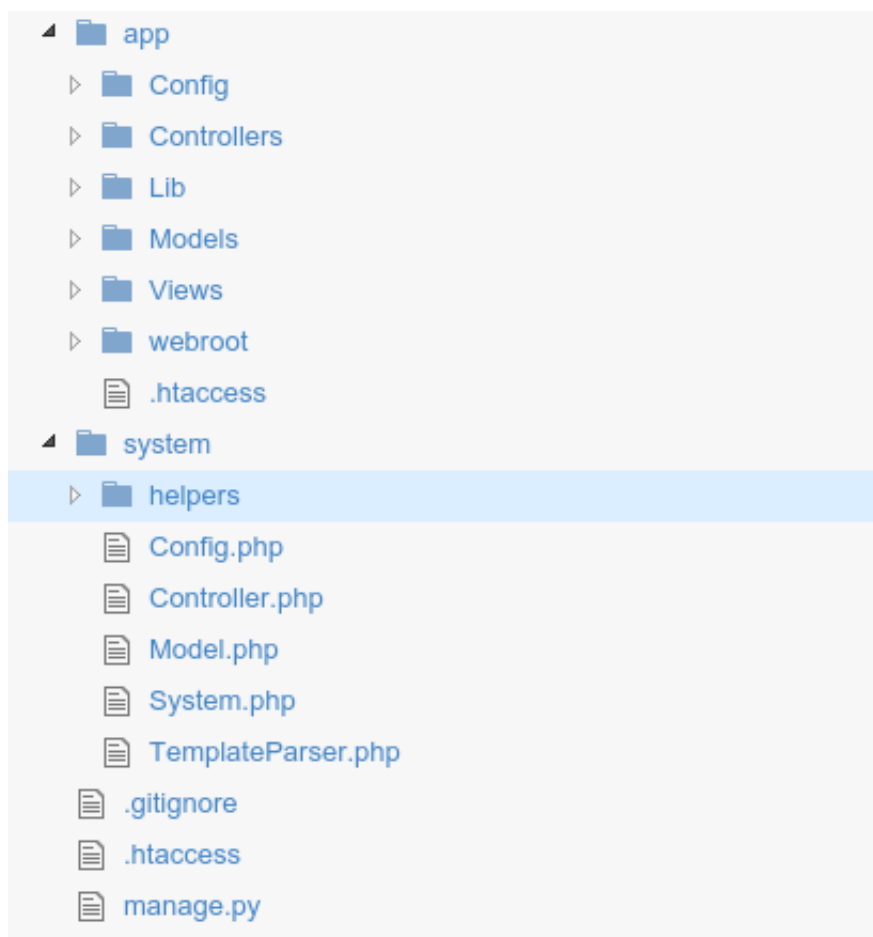 app
Config
Controllers
Lib
Models
Views
webroot
.htaccess
system
helpers
Config.php
Controller.php
Model.php
System.php
TemplateParser.php
.gitignore
.htaccess
manage.py